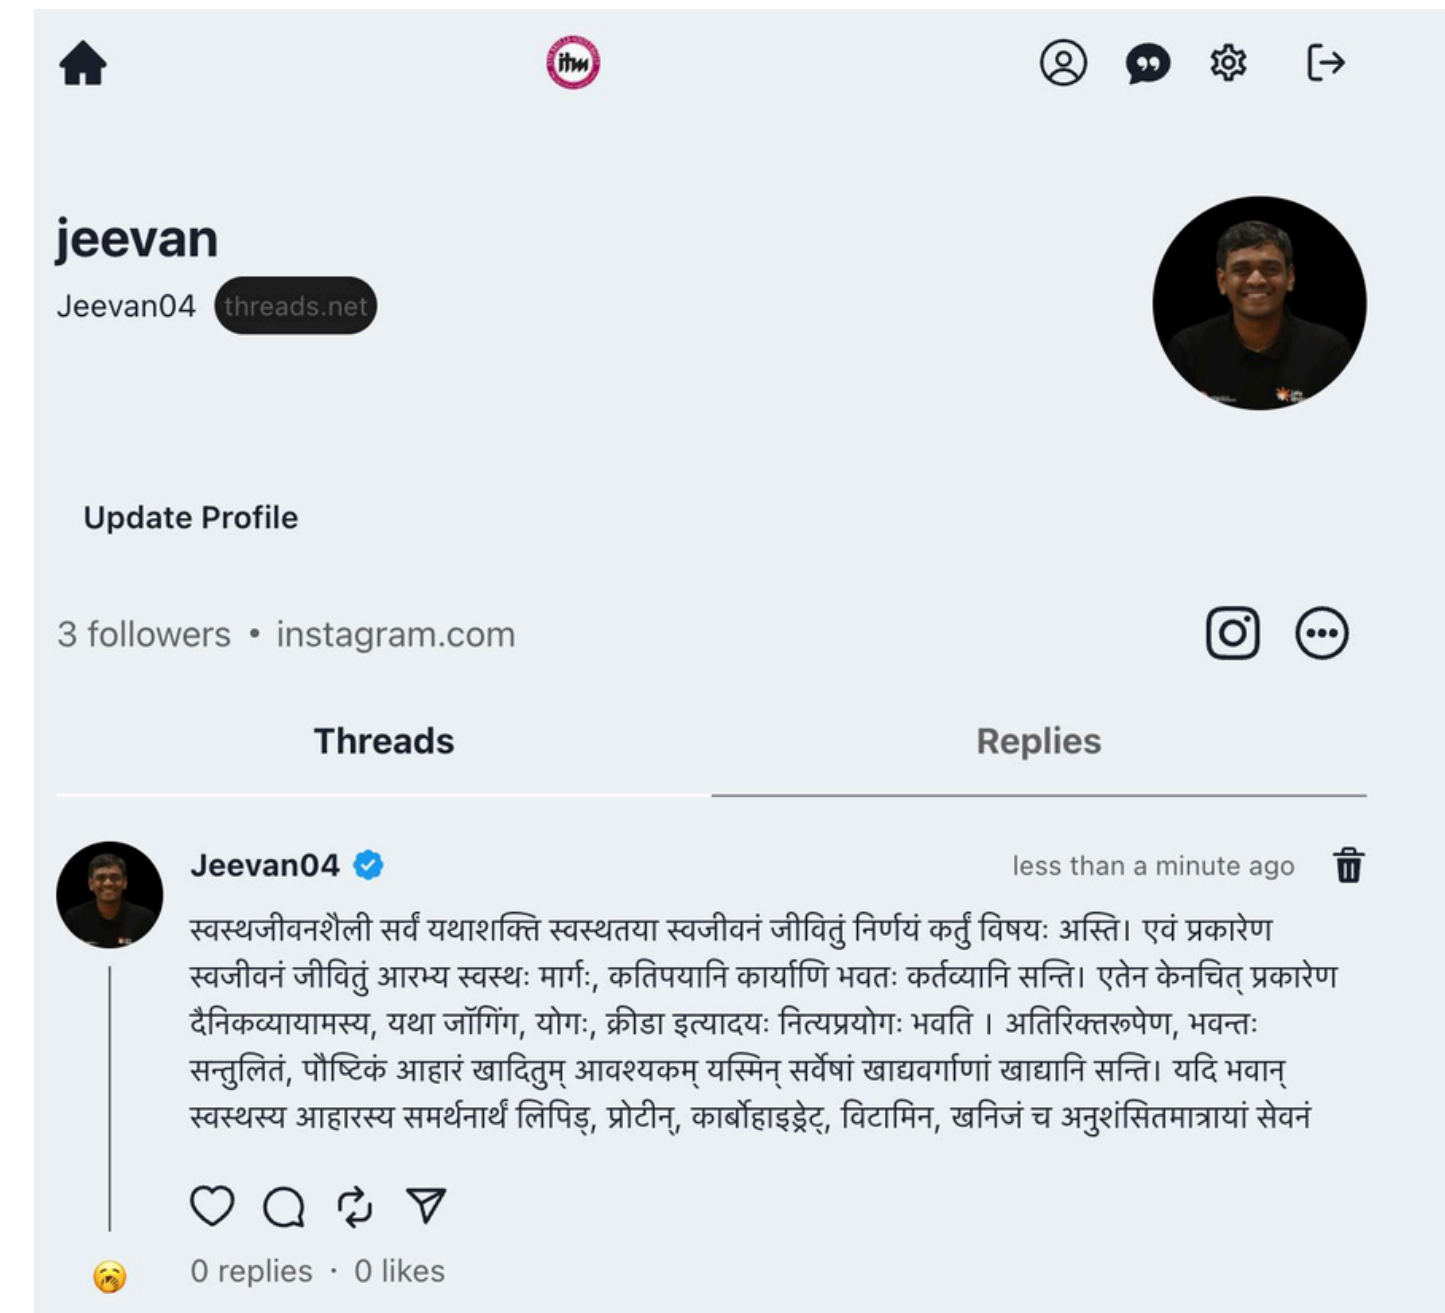 itm
jeevan
Jeevan04 threads.net
Update Profile
3 followers • instagram.com
Threads Replies
Jeevan04 less than a minute ago
स्वस्थजीवनशैली सर्वं यथाशक्ति स्वस्थतया स्वजीवनं जीवितुं निर्णयं कर्तुं विषयः अस्ति। एवं प्रकारेण
स्वजीवनं जीवितुं आरभ्य स्वस्थः मार्गः, कतिपयानि कार्याणि भवतः कर्तव्यानि सन्ति। एतेन केनचित् प्रकारेण
दैनिकव्यायामस्य, यथा जॉगिंग, योगः, क्रीडा इत्यादयः नित्यप्रयोगः भवति । अतिरिक्तरूपेण, भवन्तः
सन्तुलितं, पौष्टिकं आहारं खादितुम् आवश्यकम् यस्मिन् सर्वेषां खाद्यवर्गाणां खाद्यानि सन्ति। यदि भवान्
स्वस्थस्य आहारस्य समर्थनार्थं लिपिड्, प्रोटीन्, कार्बोहाइड्रेट्, विटामिन, खनिजं च अनुशंसितमात्रायां सेवनं
0 replies · 0 likes